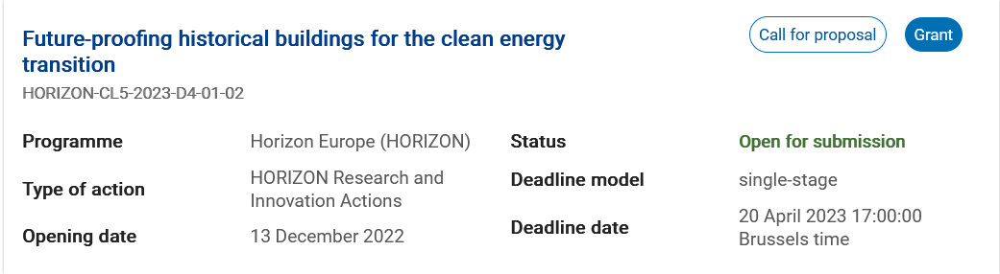 Future-proofing historical buildings for the clean energy
transition
Call for proposal
Grant
HORIZON-CL5-2023-D4-01-02
Programme
Horizon Europe (HORIZON)
Type of action
HORIZON Research and
Innovation Actions
Opening date
13 December 2022
Status
Open for submission
Deadline model
single-stage
Deadline date
20 April 2023 17:00:00
Brussels time